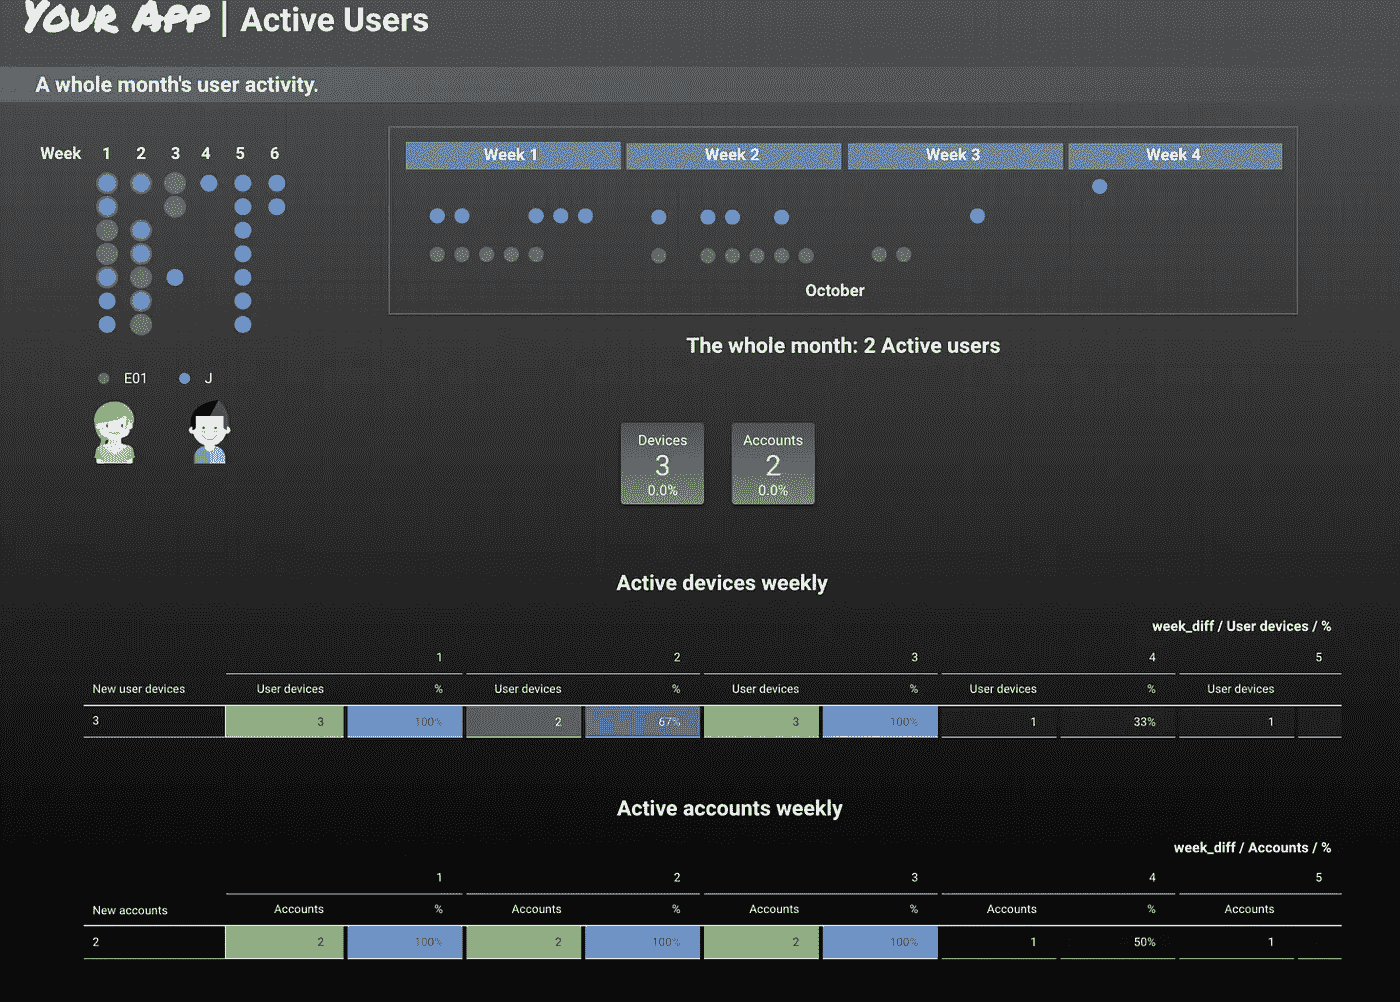 Your App | Active Users
A whole month's user activity.
Week 1 2 3 4 5 6
Week 1 Week 2 Week 3 Week 4
October
The whole month: 2 Active users
E01 J
Devices Accounts
3 2
0.0% 0.0%
Active devices weekly
week_diff / User devices / %
1 2 3 4 5
New user devices User devices % User devices % User devices % User devices % User devices
3 3 100% 2 67% 3 100% 1 33% 1
Active accounts weekly
week_diff / Accounts / %
1 2 3 4 5
New accounts Accounts % Accounts % Accounts % Accounts % Accounts
2 2 100% 2 100% 2 100% 1 50% 1